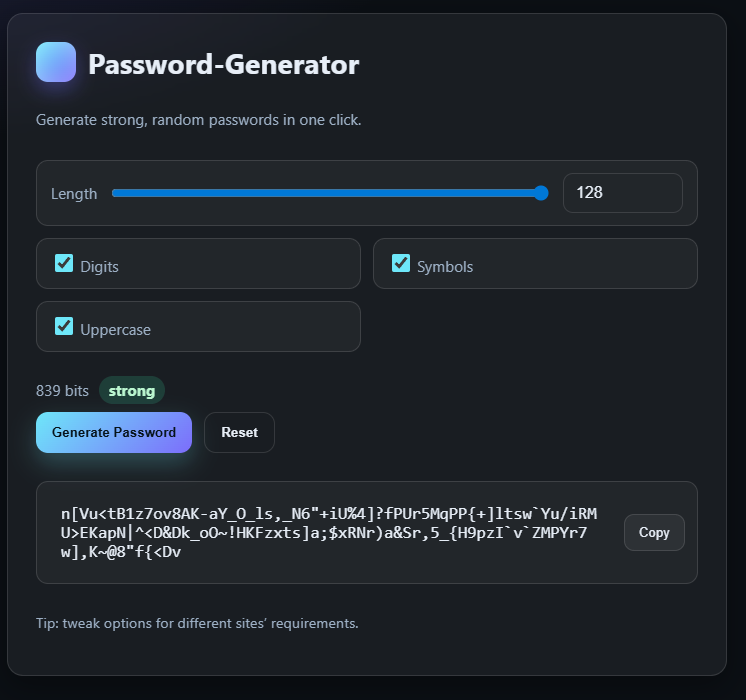 Password-Generator
Generate strong, random passwords in one click.
Length
128
Digits
Symbols
Uppercase
839 bits
strong
Generate Password
Reset
n[Vu<tB1z7ov8AK-aY_O_ls,_N6"+iU%4]?fPUr5MqPP{+]ltsw`Yu/iRM
U>EKapN|^<D&Dk_oO~!HKFzxts]a;$xRNr)a&Sr,5_{H9pzI`v`ZMPYr7
w],K~@8"f{<Dv
Copy
Tip: tweak options for different sites’ requirements.